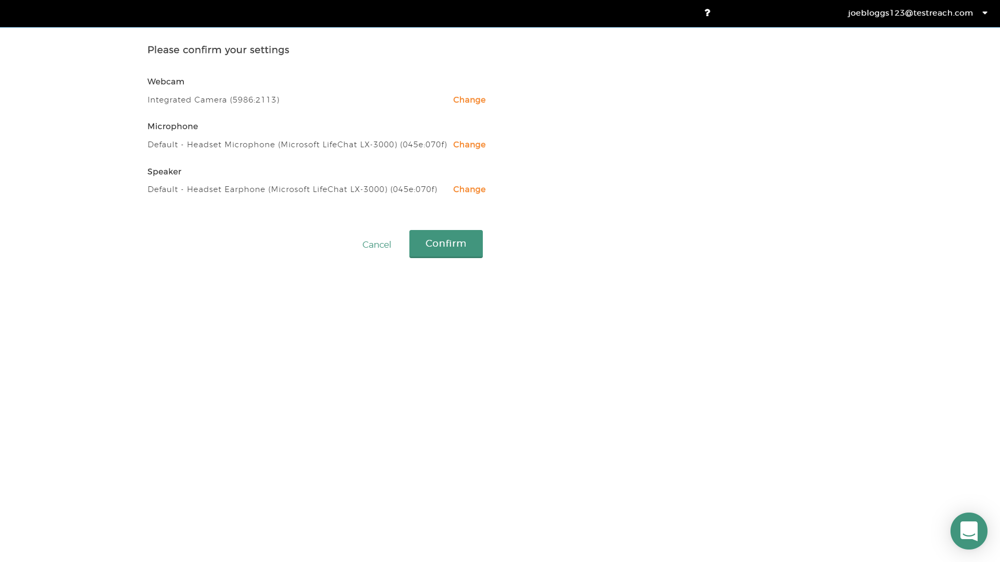 ?
joebloggs123@testreach.com
Please confirm your settings
Webcam
Integrated Camera (5986:2113)
Change
Microphone
Default - Headset Microphone (Microsoft LifeChat LX-3000) (045e:070f)
Change
Speaker
Default - Headset Earphone (Microsoft LifeChat LX-3000) (045e:070f)
Change
Cancel
Confirm